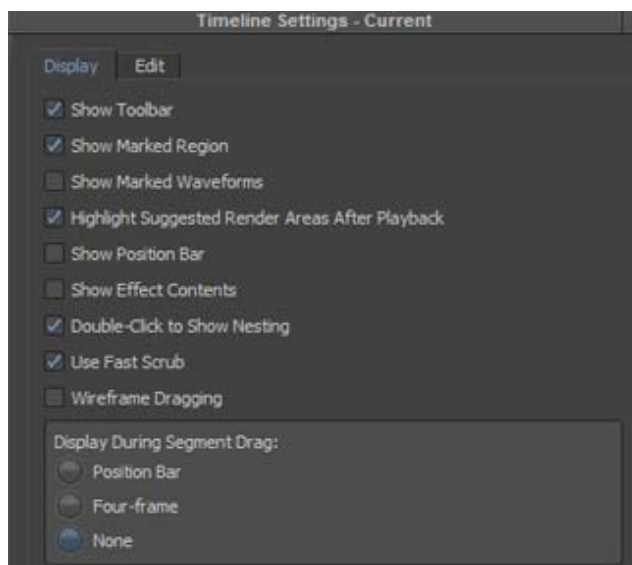 Timeline Settings - Current
Display Edit
Show Toolbar
Show Marked Region
Show Marked Waveforms
Highlight Suggested Render Areas After Playback
Show Position Bar
Show Effect Contents
Double-Click to Show Nesting
Use Fast Scrub
Wireframe Dragging
Display During Segment Drag:
Position Bar
Four-frame
None